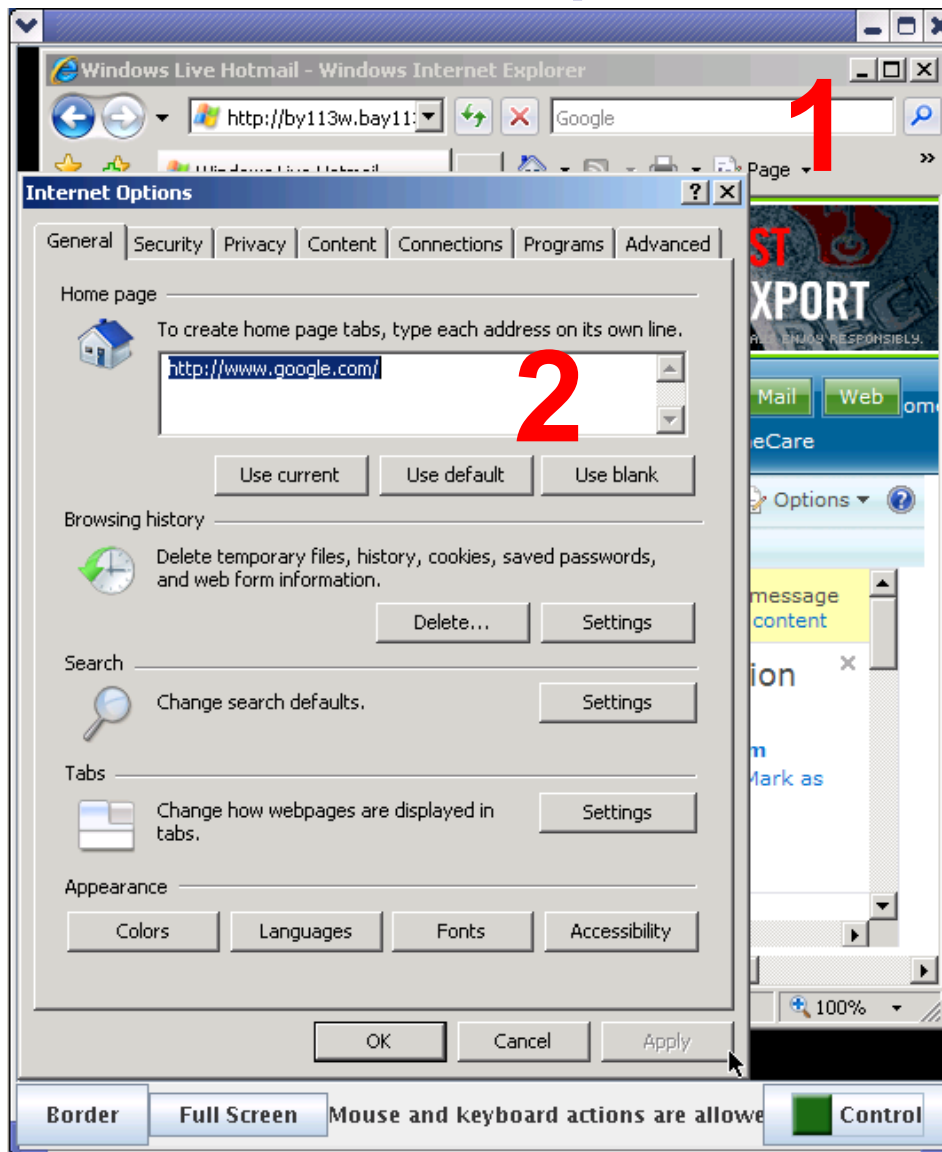 Windows Live Hotmail - Windows Internet Explorer
http://by113w.bay11 Google
1
Page
»
Internet Options
ST
General Security Privacy Content Connections Programs Advanced
XPORT
Home page
ENJOY RESPONSIBLY.
To create home page tabs, type each address on its own line.
http://www.google.com/
2
Mail Web
eCare
Use current Use default Use blank
Options
Browsing history
Delete temporary files, history, cookies, saved passwords,
and web form information.
message
content
Delete... Settings
Search
ion
Change search defaults. Settings
m
Mark as
Tabs
Change how webpages are displayed in
tabs.
Settings
Appearance
Colors Languages Fonts Accessibility
100%
OK Cancel Apply
Border Full Screen Mouse and keyboard actions are allowe Control